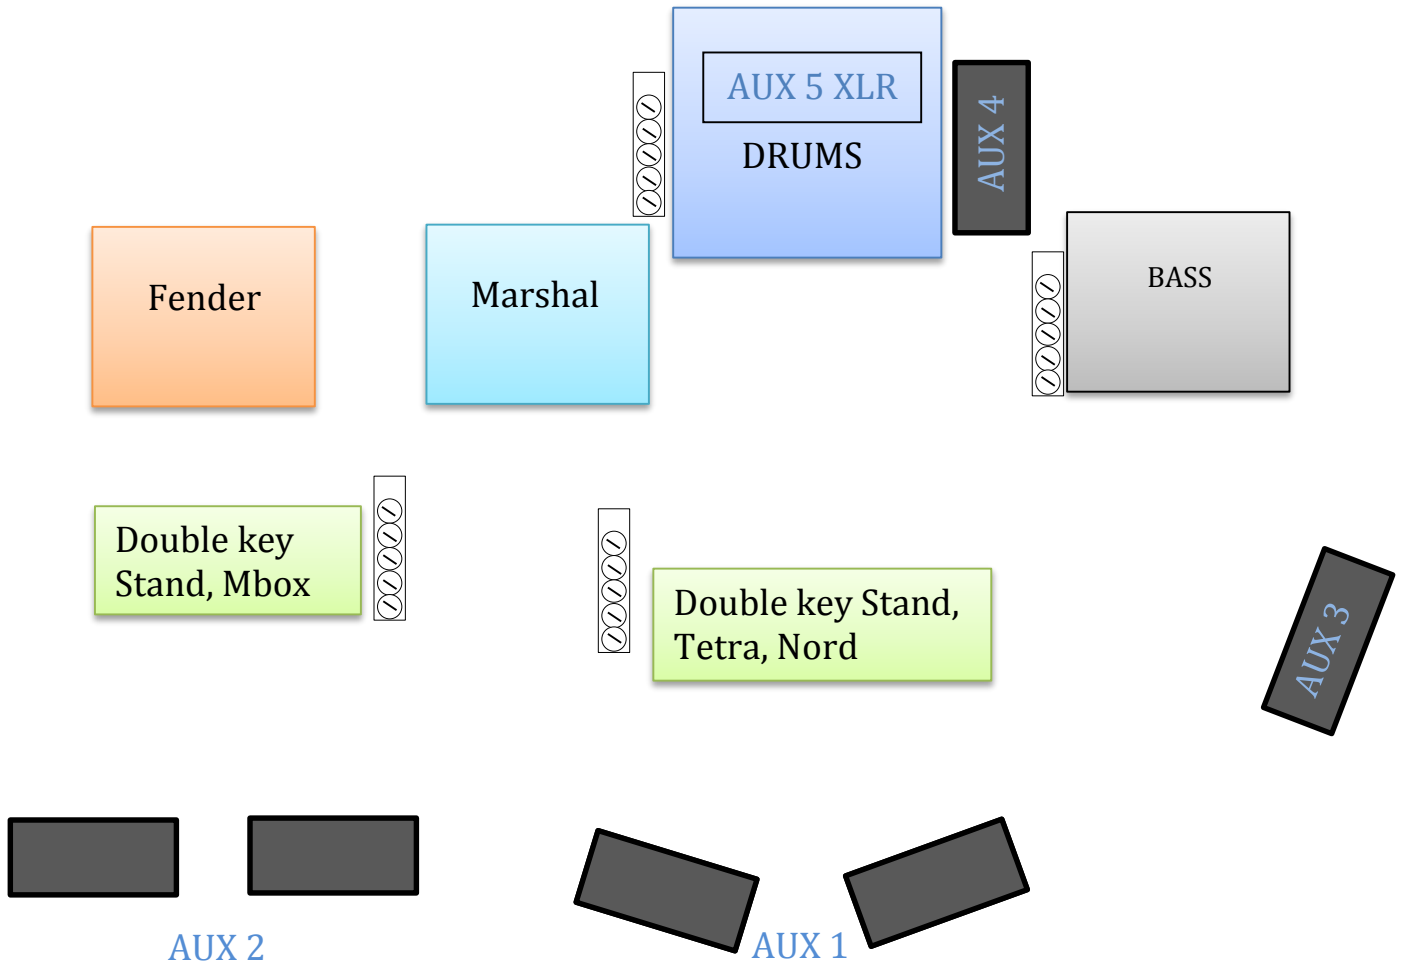 AUX 5 XLR
DRUMS
AUX 4
Fender
Marshal
BASS
Double key
Stand, Mbox
Double key Stand,
Tetra, Nord
AUX 3
AUX 2
AUX 1